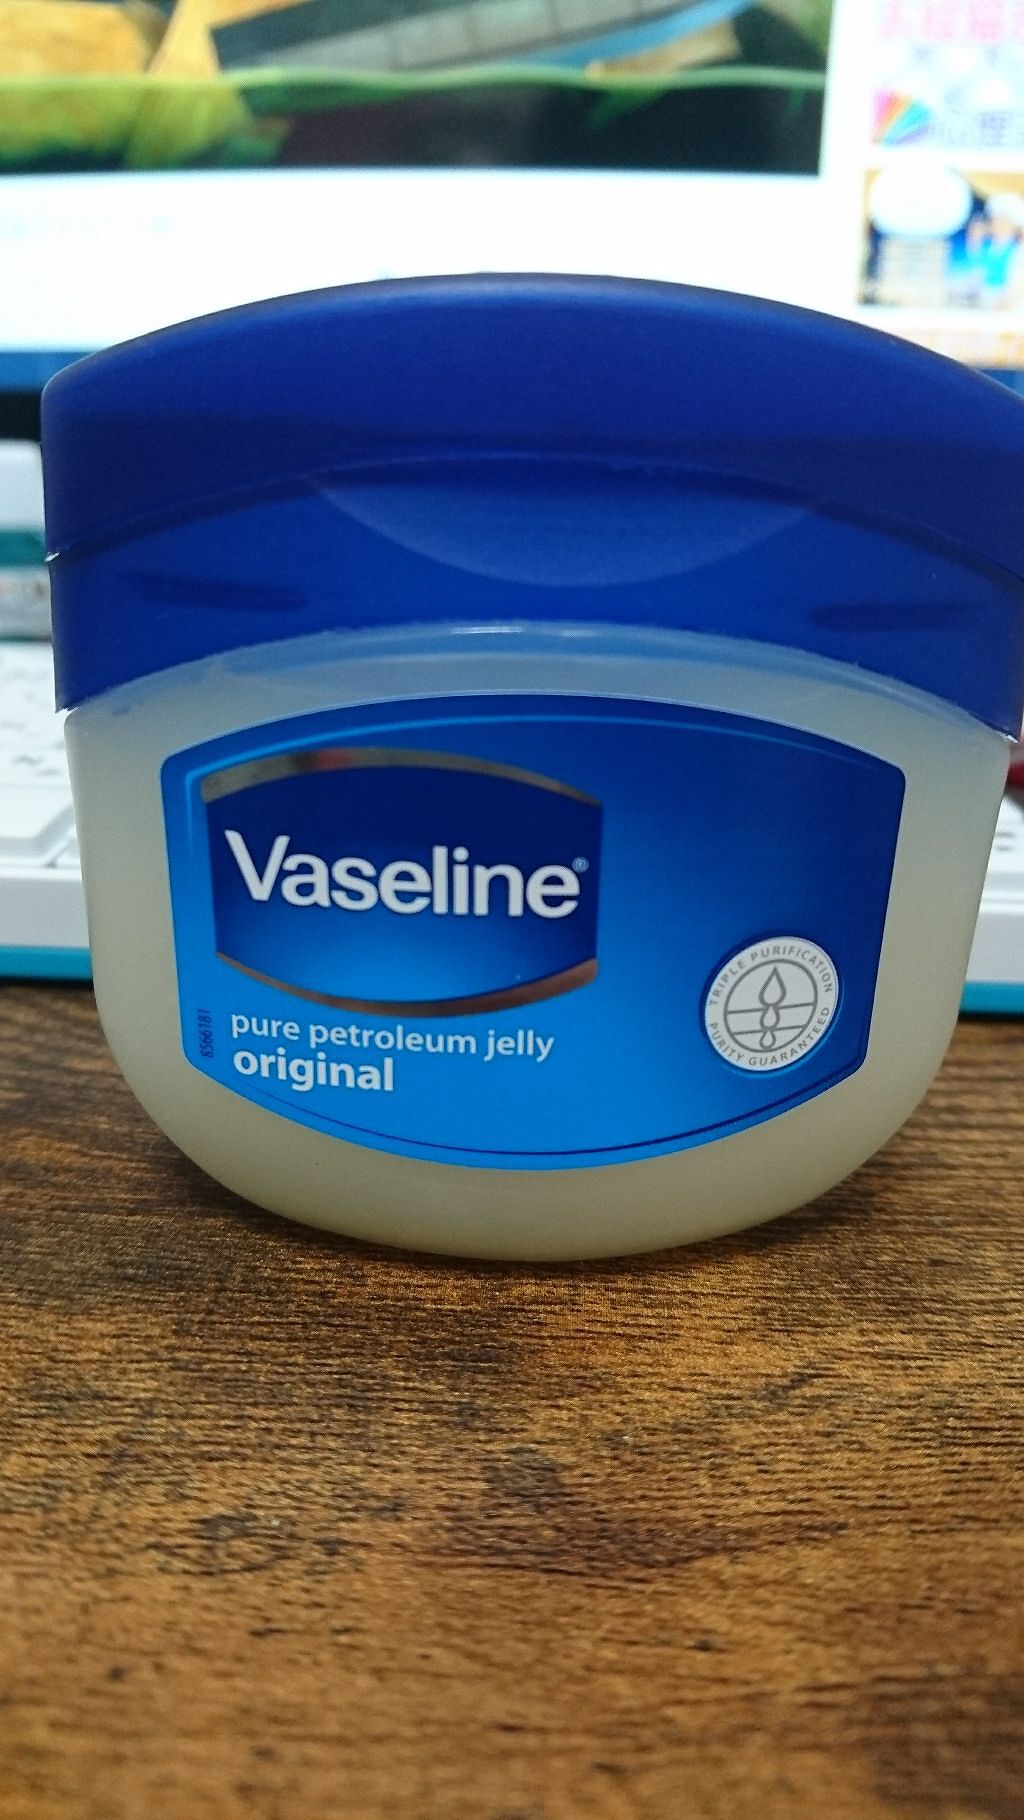 Vaseline®
pure petroleum jelly
original
8566181
TRIPLE PURIFICATION
PURITY GUARANTEED